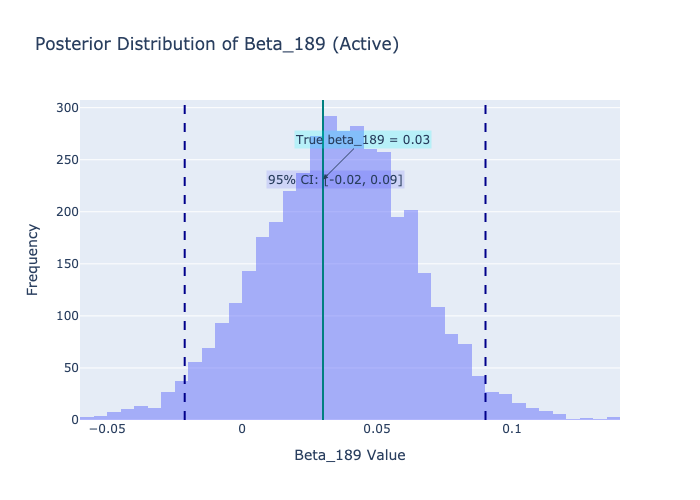 Posterior Distribution of Beta_189 (Active)
300
250
200
150
100
50
0
Frequency
True beta_189 = 0.03
95% CI: [-0.02, 0.09]
−0.05
0
0.05
0.1
Beta_189 Value